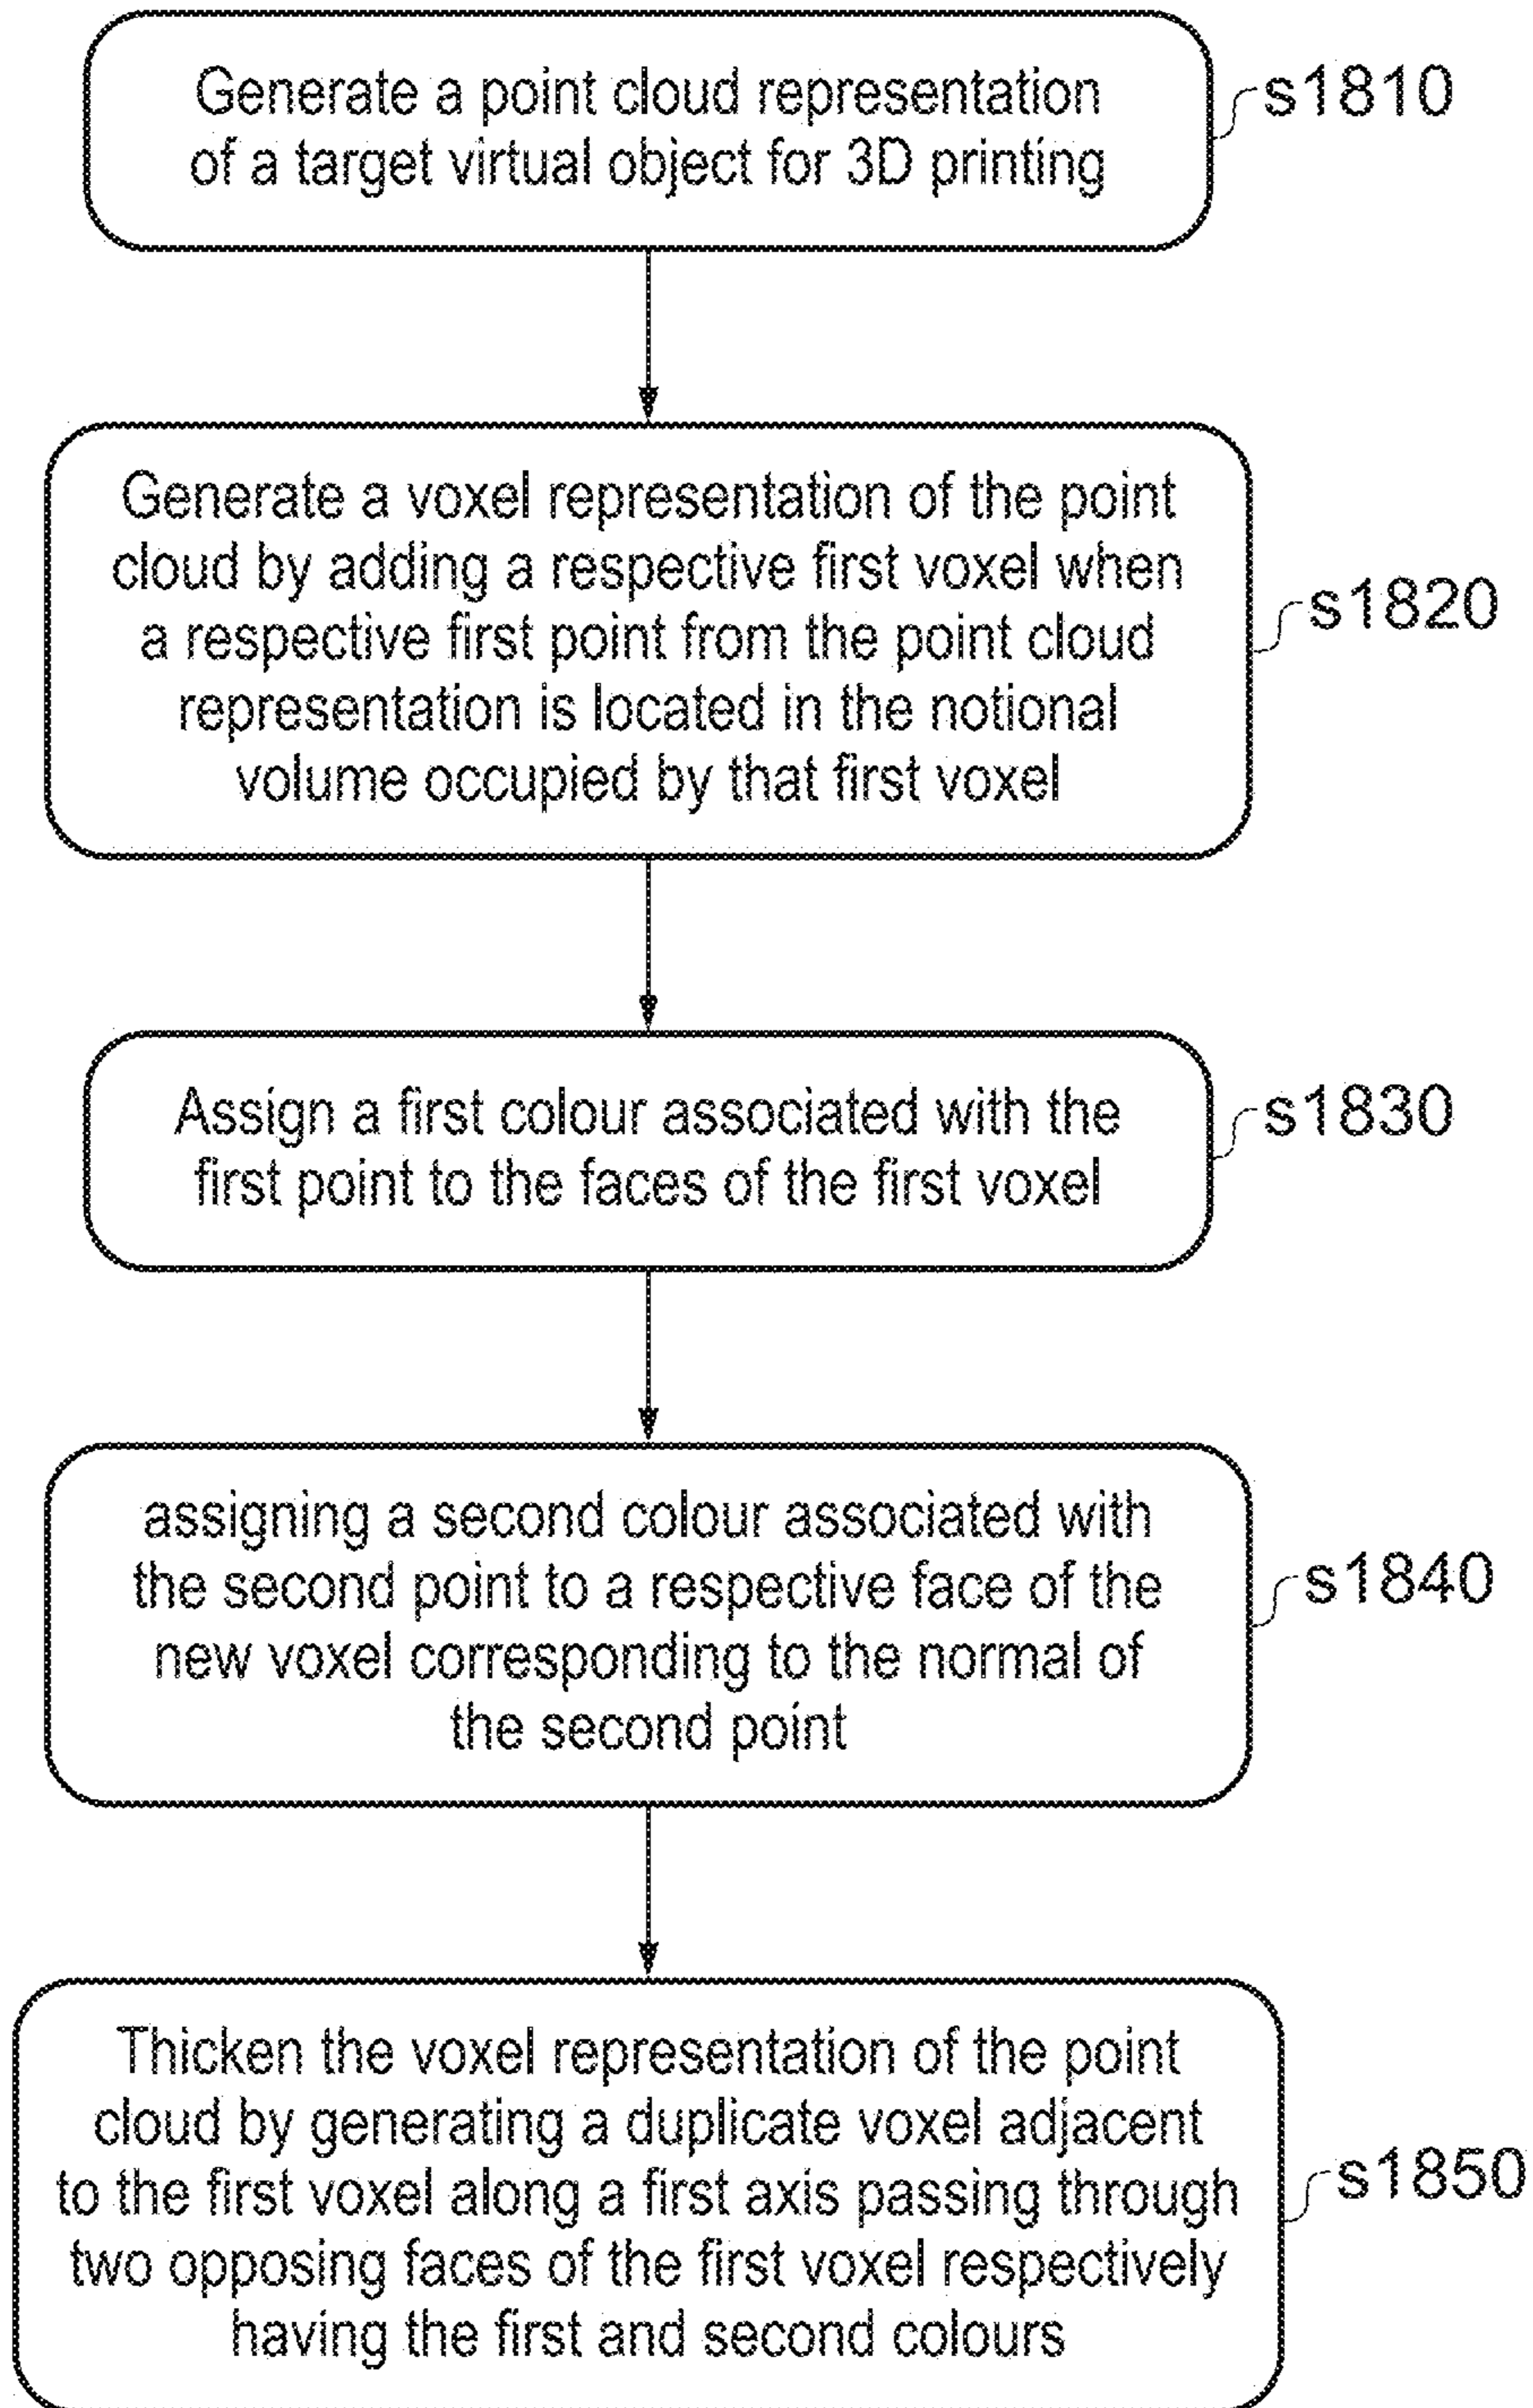 Generate a point cloud representation
of a target virtual object for 3D printing
s1810
Generate a voxel representation of the point
cloud by adding a respective first voxel when
a respective first point from the point cloud
representation is located in the notional
volume occupied by that first voxel
s1820
Assign a first colour associated with the
first point to the faces of the first voxel
s1830
assigning a second colour associated with
the second point to a respective face of the
new voxel corresponding to the normal of
the second point
s1840
Thicken the voxel representation of the point
cloud by generating a duplicate voxel adjacent
to the first voxel along a first axis passing through
two opposing faces of the first voxel respectively
having the first and second colours
s1850